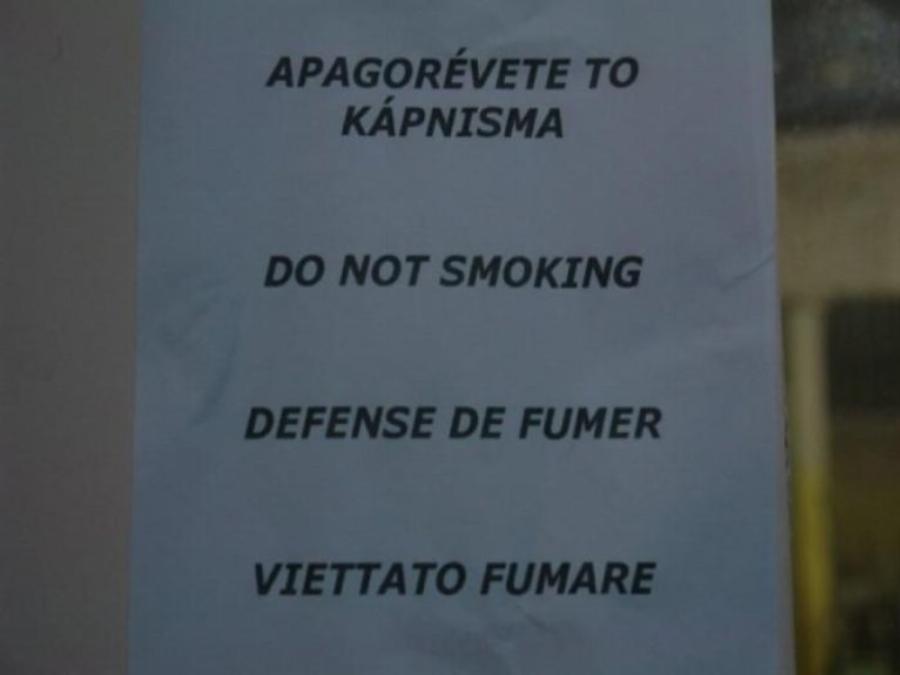 APAGORÉVETE TO
KÁPNISMA
DO NOT SMOKING
DEFENSE DE FUMER
VIETTATO FUMARE